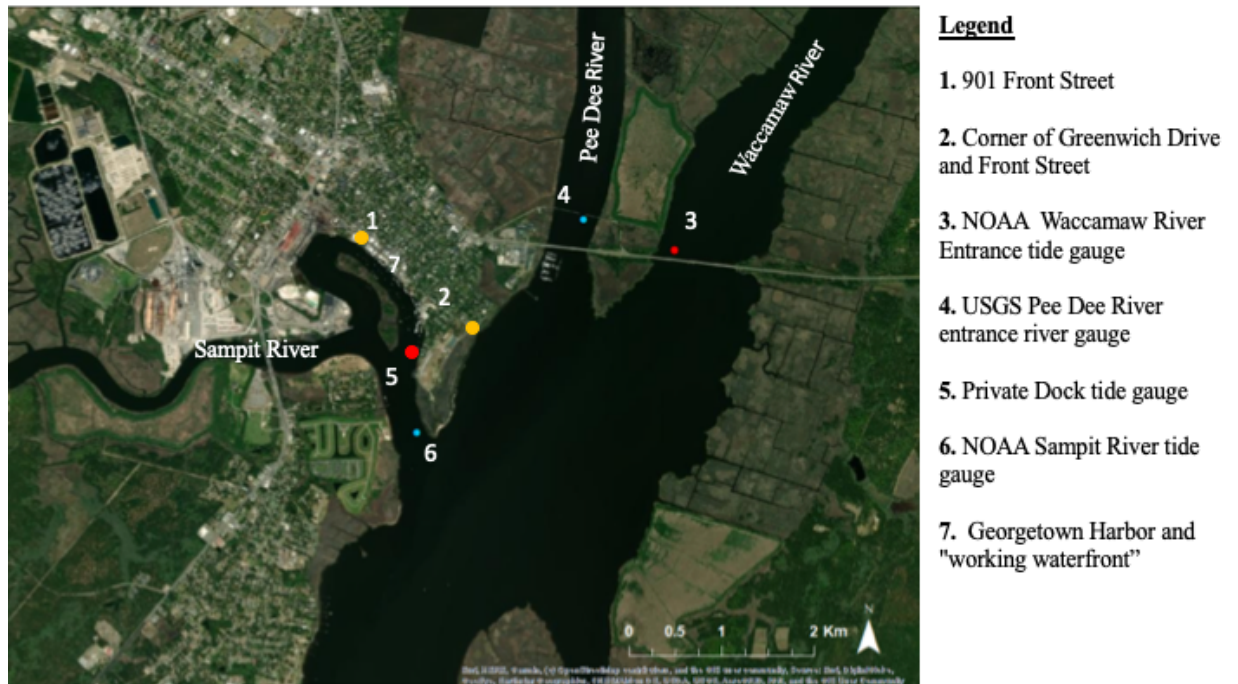 Pee Dee River
Waccamaw River
4
3
1
7
2
Sampit River
5
6
0 0.5 1 2 Km
N
Legend
1. 901 Front Street
2. Corner of Greenwich Drive
and Front Street
3. NOAA Waccamaw River
Entrance tide gauge
4. USGS Pee Dee River
entrance river gauge
5. Private Dock tide gauge
6. NOAA Sampit River tide
gauge
7. Georgetown Harbor and
"working waterfront”